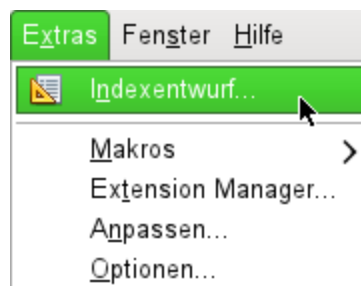 Extras Fenster Hilfe
Indexentwurf...
Makros
Extension Manager...
Anpassen...
Optionen...